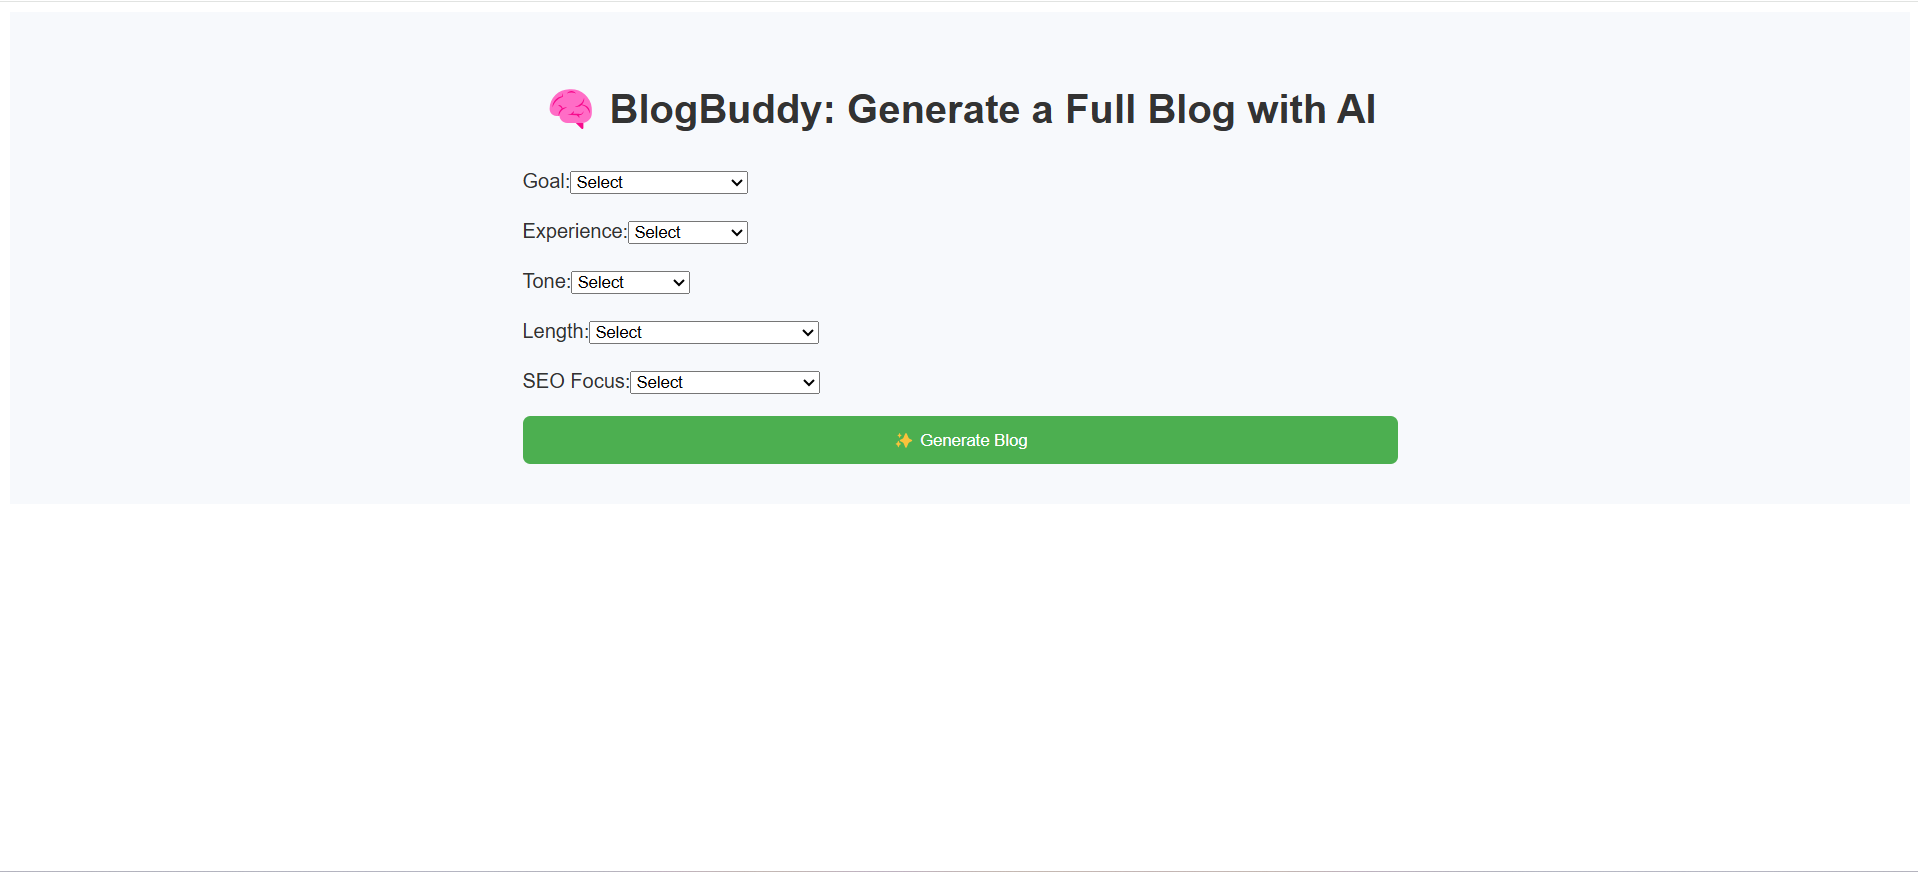 🧠 BlogBuddy: Generate a Full Blog with AI
Goal: Select
Experience: Select
Tone: Select
Length: Select
SEO Focus: Select
✨ Generate Blog